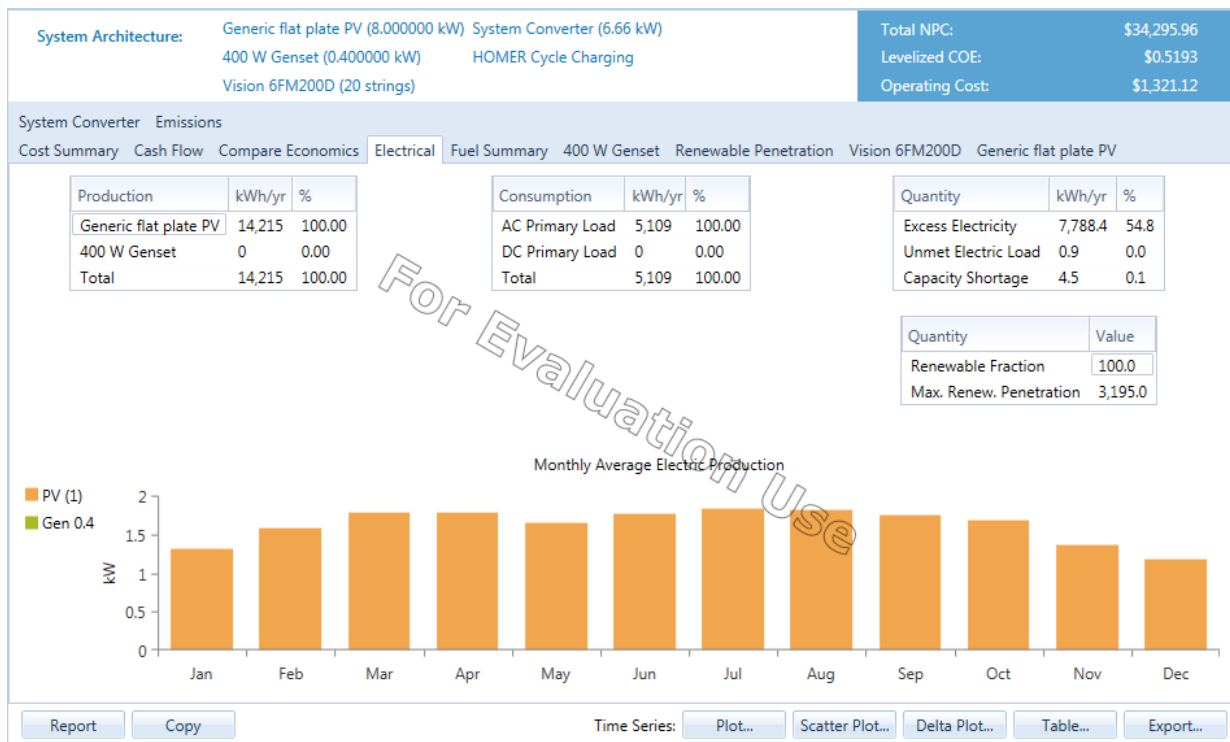 System Architecture: Generic flat plate PV (8.000000 kW) System Converter (6.66 kW)
400 W Genset (0.400000 kW) HOMER Cycle Charging
Vision 6FM200D (20 strings)
Total NPC: $34,295.96
Levelized COE: $0.5193
Operating Cost: $1,321.12
System Converter Emissions
Cost Summary Cash Flow Compare Economics Electrical Fuel Summary 400 W Genset Renewable Penetration Vision 6FM200D Generic flat plate PV
Production kWh/yr %
Generic flat plate PV 14,215 100.00
400 W Genset 0 0.00
Total 14,215 100.00
Consumption kWh/yr %
AC Primary Load 5,109 100.00
DC Primary Load 0 0.00
Total 5,109 100.00
Quantity kWh/yr %
Excess Electricity 7,788.4 54.8
Unmet Electric Load 0.9 0.0
Capacity Shortage 4.5 0.1
Quantity Value
Renewable Fraction 100.0
Max. Renew. Penetration 3,195.0
For Evaluation Use
Monthly Average Electric Production
PV (1)
Gen 0.4
kW
2
1.5
1
0.5
0
Jan Feb Mar Apr May Jun Jul Aug Sep Oct Nov Dec
Report Copy Time Series: Plot... Scatter Plot... Delta Plot... Table... Export...